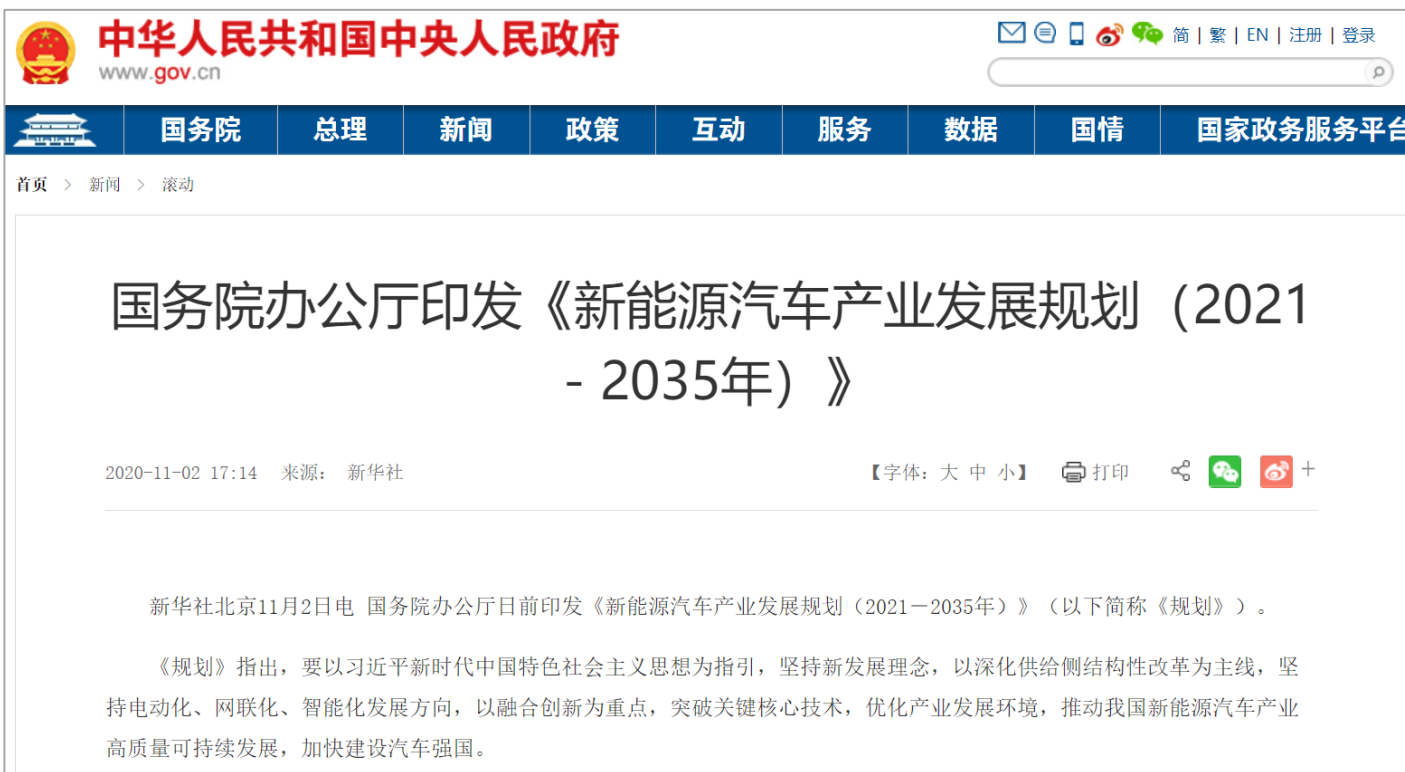 中华人民共和国中央人民政府
www.gov.cn
简 | 繁 | EN | 注册 | 登录
国务院 总理 新闻 政策 互动 服务 数据 国情 国家政务服务平台
首页 > 新闻 > 滚动
国务院办公厅印发《新能源汽车产业发展规划（2021
- 2035年）》
2020-11-02 17:14 来源： 新华社 【字体：大 中 小】 打印 +
新华社北京11月2日电 国务院办公厅日前印发《新能源汽车产业发展规划（2021－2035年）》（以下简称《规划》）。
《规划》指出，要以习近平新时代中国特色社会主义思想为指引，坚持新发展理念，以深化供给侧结构性改革为主线，坚
持电动化、网联化、智能化发展方向，以融合创新为重点，突破关键核心技术，优化产业发展环境，推动我国新能源汽车产业
高质量可持续发展，加快建设汽车强国。